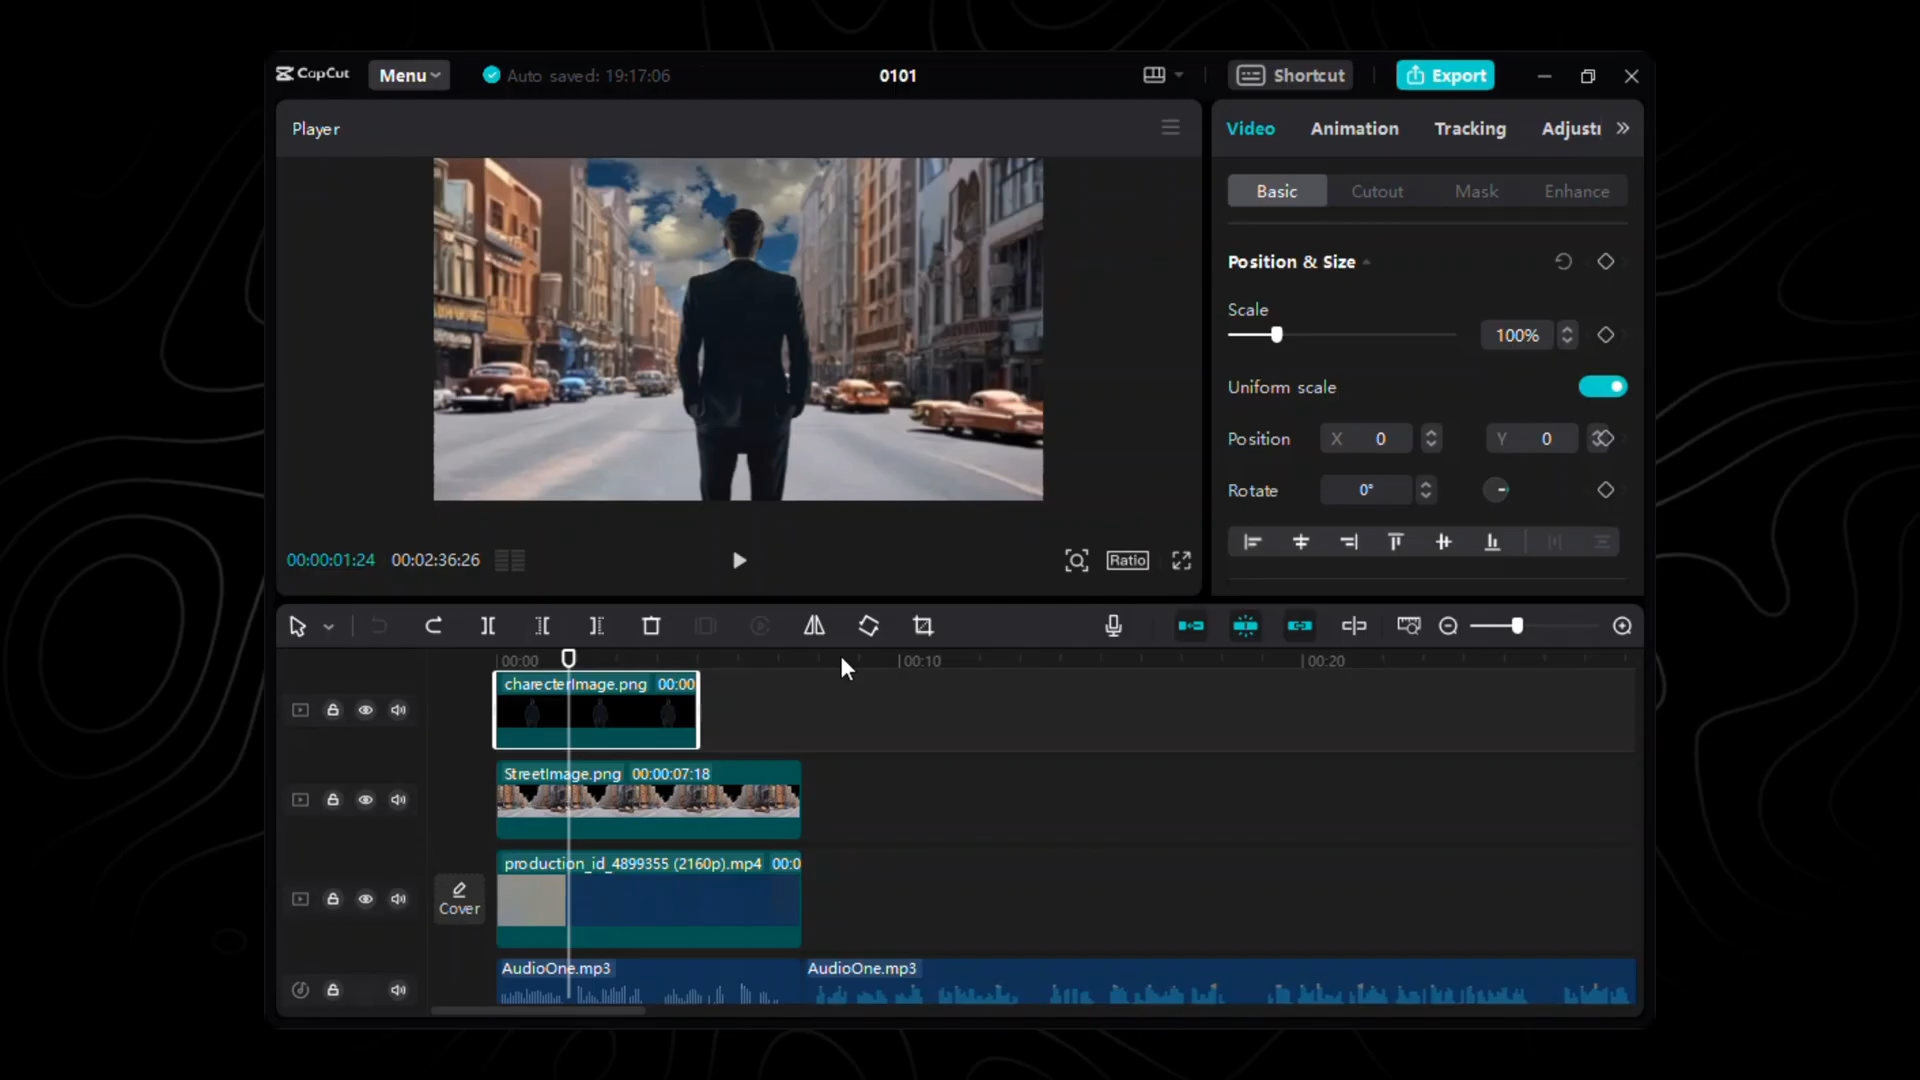 CapCut Menu Auto saved: 19:17:06 0101 Shortcut Export
Player
Video Animation Tracking Adjustı
Basic Cutout Mask Enhance
Position & Size
Scale
100%
Uniform scale
Position X 0 Y 0
Rotate 0°
00:00:01:24 00:02:36:26
Ratio
00:00 00:10 00:20
charecterImage.png 00:00
StreetImage.png 00:00:07:18
production_id_4899355 (2160p).mp4 00:0
Cover
AudioOne.mp3 AudioOne.mp3